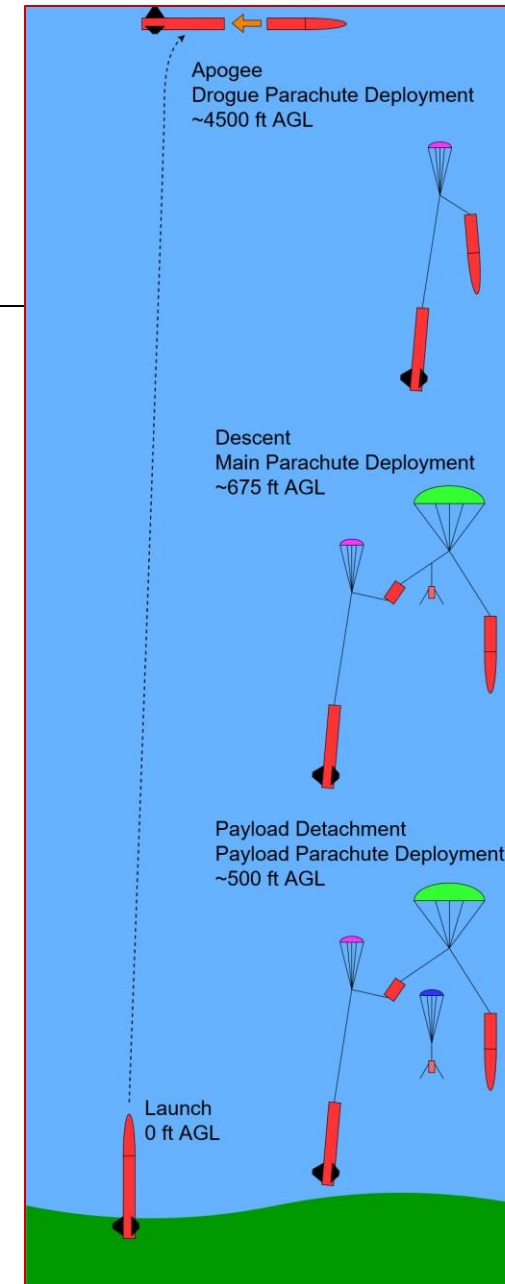 Apogee
Drogue Parachute Deployment
~4500 ft AGL
Descent
Main Parachute Deployment
~675 ft AGL
Payload Detachment
Payload Parachute Deployment
~500 ft AGL
Launch
0 ft AGL